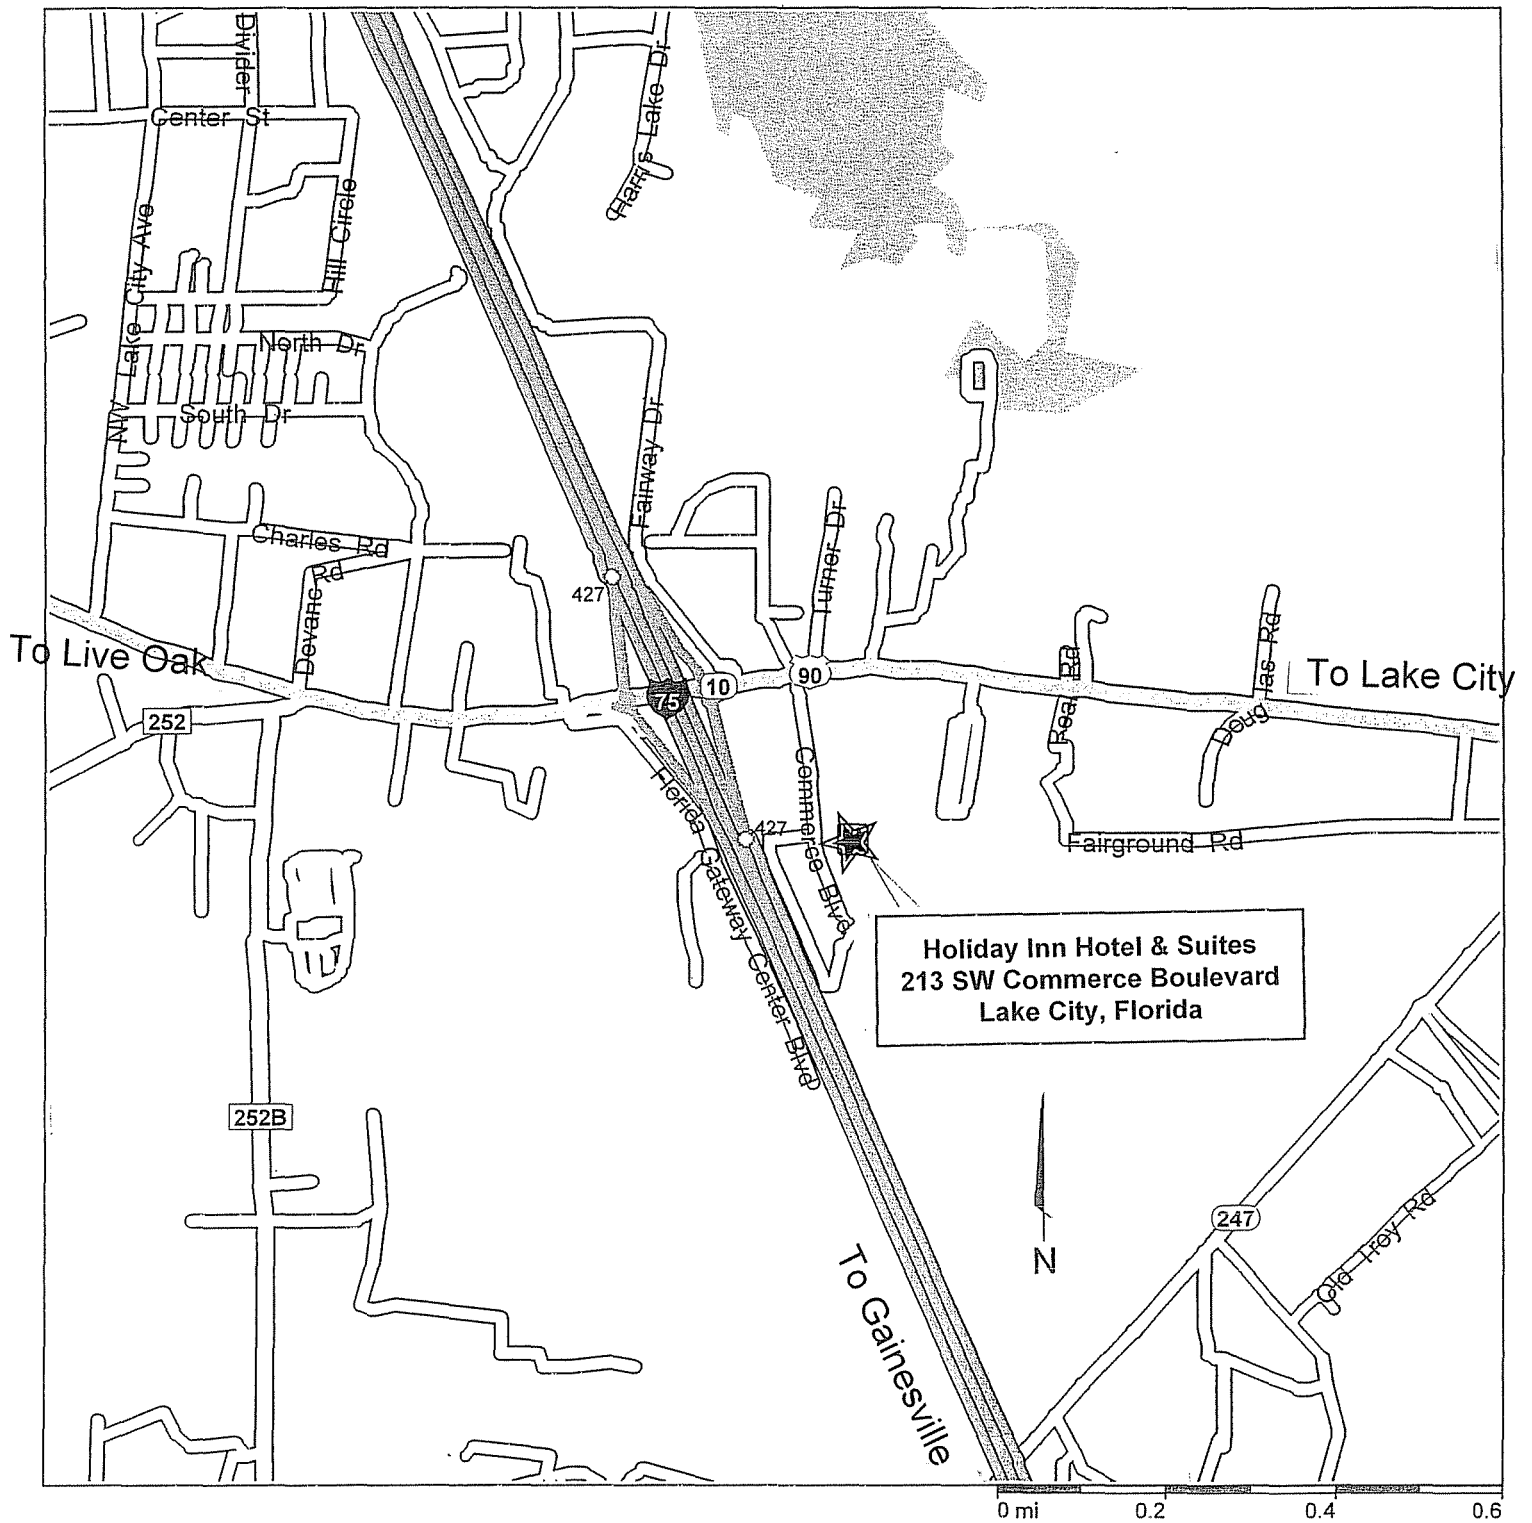 Divider
Center St
Harris Lake Dr
Hill Circle
NW Lake City Ave
North Dr
South Dr
Fairway Dr
Charles Rd
Devane Rd
Turner Dr
427
To Live Oak
10
90
75
Real Rd
Douglas Rd
To Lake City
252
Commerce Blvd
427
Florida Gateway Center Blvd
Fairground Rd
Holiday Inn Hotel & Suites
213 SW Commerce Boulevard
Lake City, Florida
252B
N
247
Old Troy Rd
To Gainesville
0 mi 0.2 0.4 0.6